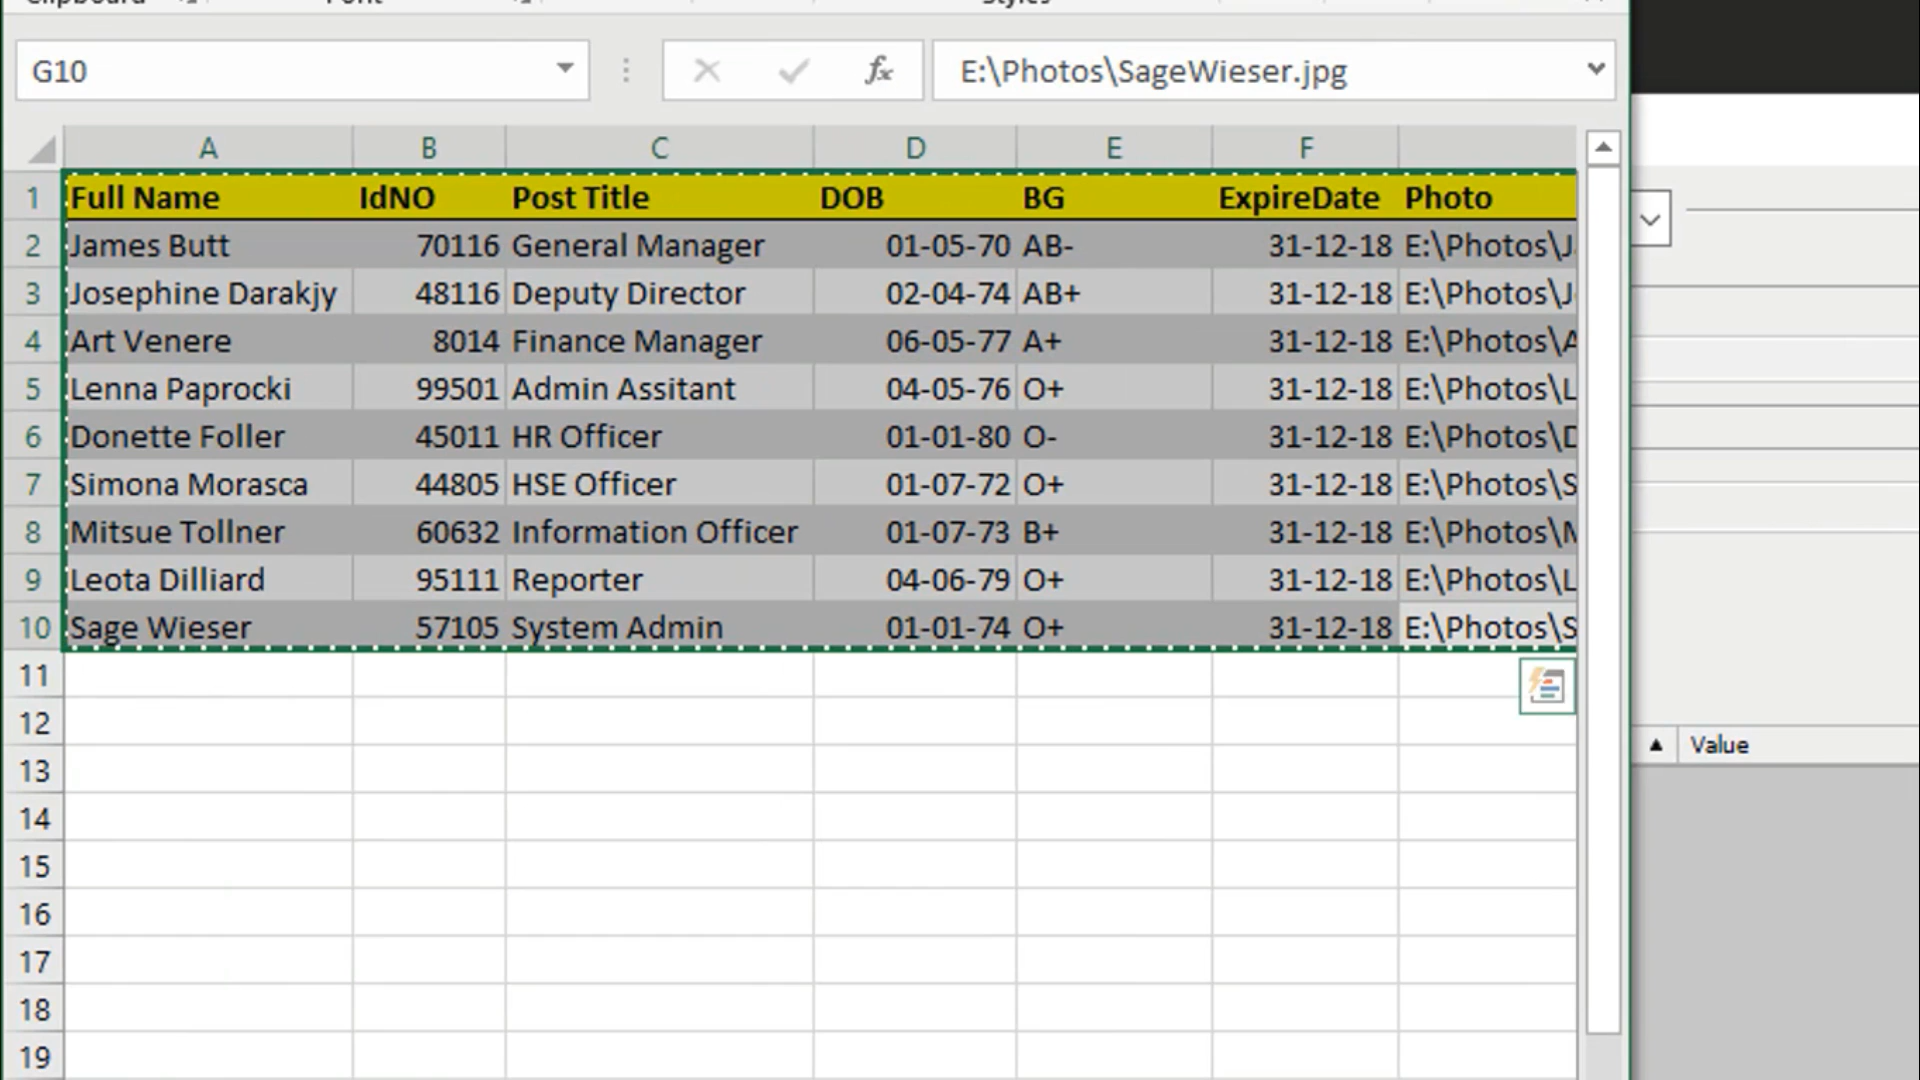 Clipboard Font Styles
G10 fx E:\Photos\SageWieser.jpg
A B C D E F
1 Full Name IdNO Post Title DOB BG ExpireDate Photo
2 James Butt 70116 General Manager 01-05-70 AB- 31-12-18 E:\Photos\J
3 Josephine Darakjy 48116 Deputy Director 02-04-74 AB+ 31-12-18 E:\Photos\J
4 Art Venere 8014 Finance Manager 06-05-77 A+ 31-12-18 E:\Photos\A
5 Lenna Paprocki 99501 Admin Assitant 04-05-76 O+ 31-12-18 E:\Photos\L
6 Donette Foller 45011 HR Officer 01-01-80 O- 31-12-18 E:\Photos\D
7 Simona Morasca 44805 HSE Officer 01-07-72 O+ 31-12-18 E:\Photos\S
8 Mitsue Tollner 60632 Information Officer 01-07-73 B+ 31-12-18 E:\Photos\M
9 Leota Dilliard 95111 Reporter 04-06-79 O+ 31-12-18 E:\Photos\L
10 Sage Wieser 57105 System Admin 01-01-74 O+ 31-12-18 E:\Photos\S
11
12
Value
13
14
15
16
17
18
19